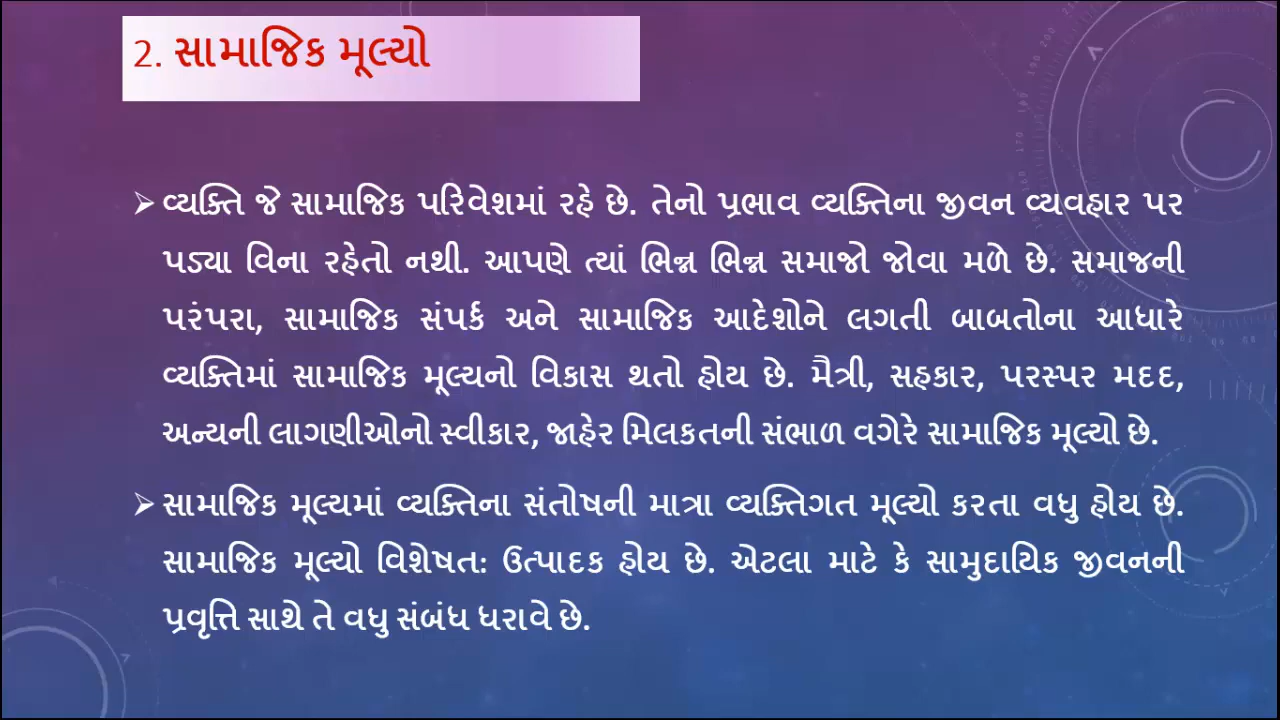 2. સામાજિક મૂલ્યો
➢ વ્યક્તિ જે સામાજિક પરિવેશમાં રહે છે. તેનો પ્રભાવ વ્યક્તિના જીવન વ્યવહાર પર
પડ્યા વિના રહેતો નથી. આપણે ત્યાં ભિન્ન ભિન્ન સમાજો જોવા મળે છે. સમાજની
પરંપરા, સામાજિક સંપર્ક અને સામાજિક આદેશોને લગતી બાબતોના આધારે
વ્યક્તિમાં સામાજિક મૂલ્યનો વિકાસ થતો હોય છે. મૈત્રી, સહકાર, પરસ્પર મદદ,
અન્યની લાગણીઓનો સ્વીકાર, જાહેર મિલકતની સંભાળ વગેરે સામાજિક મૂલ્યો છે.
➢ સામાજિક મૂલ્યમાં વ્યક્તિના સંતોષની માત્રા વ્યક્તિગત મૂલ્યો કરતા વધુ હોય છે.
સામાજિક મૂલ્યો વિશેષત: ઉત્પાદક હોય છે. એટલા માટે કે સામુદાયિક જીવનની
પ્રવૃત્તિ સાથે તે વધુ સંબંધ ધરાવે છે.